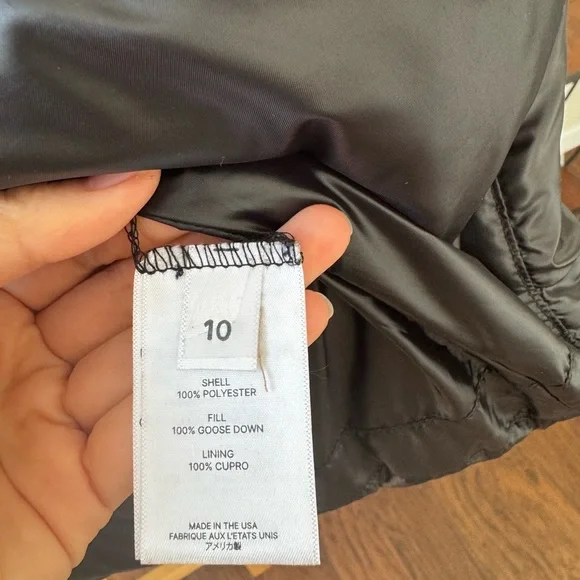 10
SHELL
100% POLYESTER
FILL
100% GOOSE DOWN
LINING
100% CUPRO
MADE IN THE USA
FABRIQUE AUX L'ETATS UNIS
アメリカ製